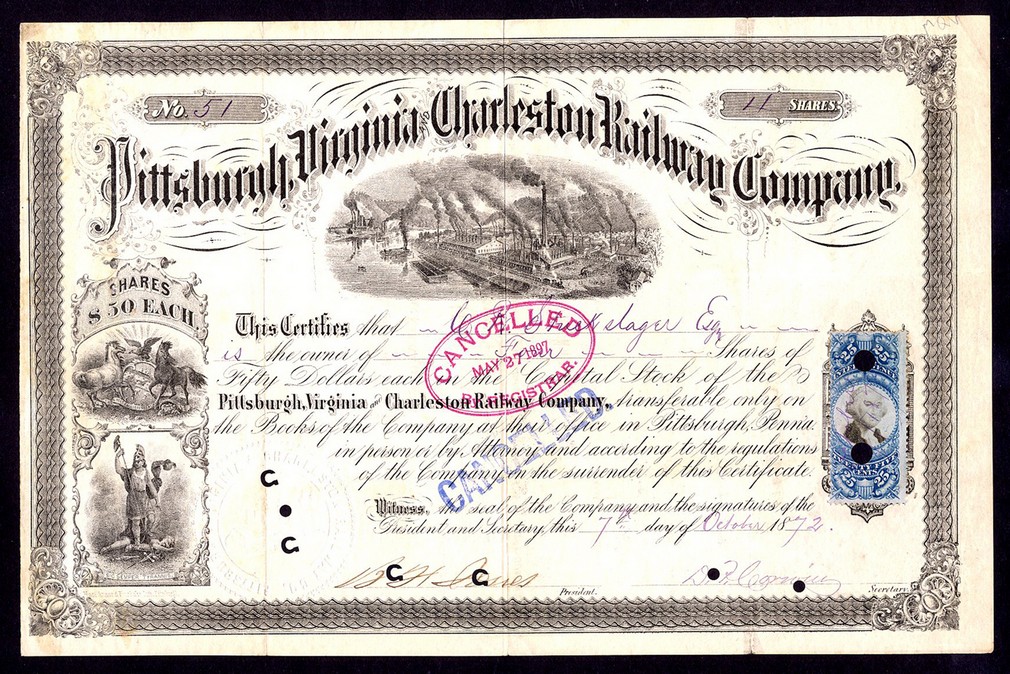 No. 51
11 SHARES.
Pittsburgh, Virginia AND Charleston Railway Company.
SHARES
$50 EACH.
This Certifies that Esq
is the owner of Shares of
Fifty Dollars each in the Capital Stock of the
Pittsburgh, Virginia and Charleston Railway Company, transferable only on
the Books of the Company at their office in Pittsburgh, Penna
in person or by Attorney and according to the regulations
of the Company on the surrender of this Certificate.
Witness, the seal of the Company and the signatures of the
President and Secretary, this 7th day of October 1872.
President.
Secretary.
CANCELLED
MAY 27 1897
REGISTRAR.
CANCELLED
25
25